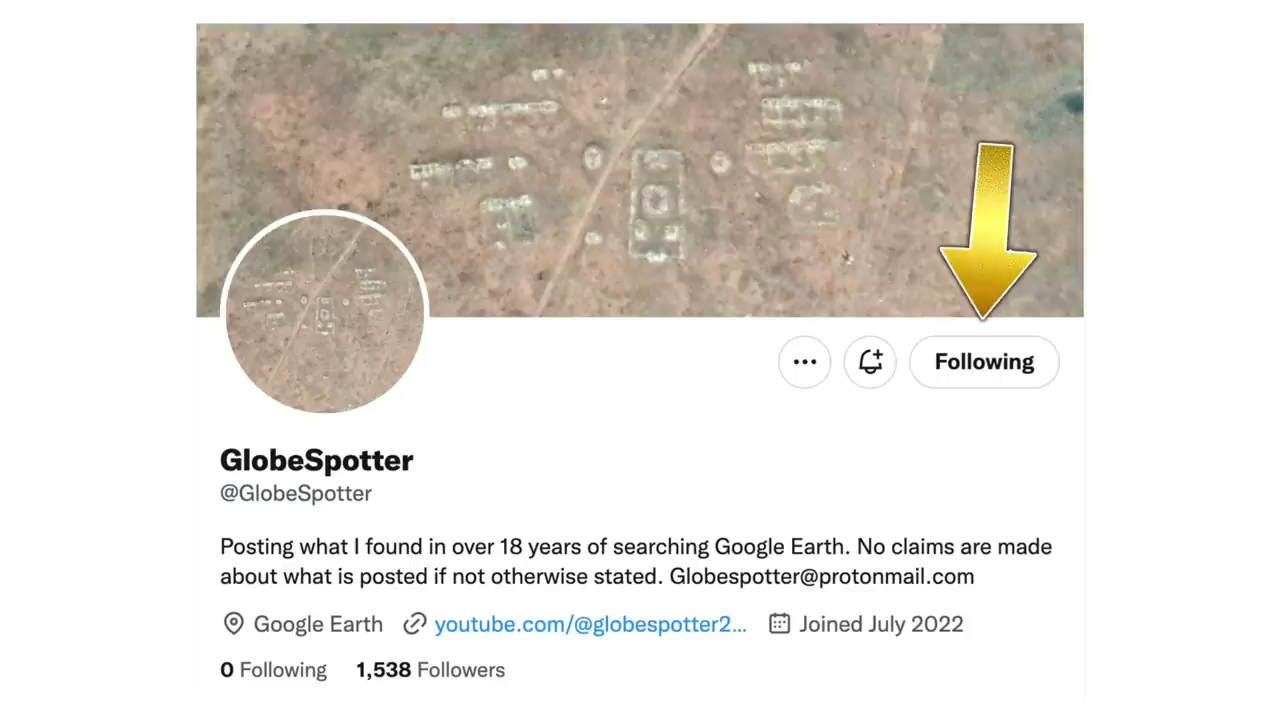 Following
GlobeSpotter
@GlobeSpotter
Posting what I found in over 18 years of searching Google Earth. No claims are made
about what is posted if not otherwise stated. Globespotter@protonmail.com
Google Earth youtube.com/@globespotter2... Joined July 2022
0 Following 1,538 Followers